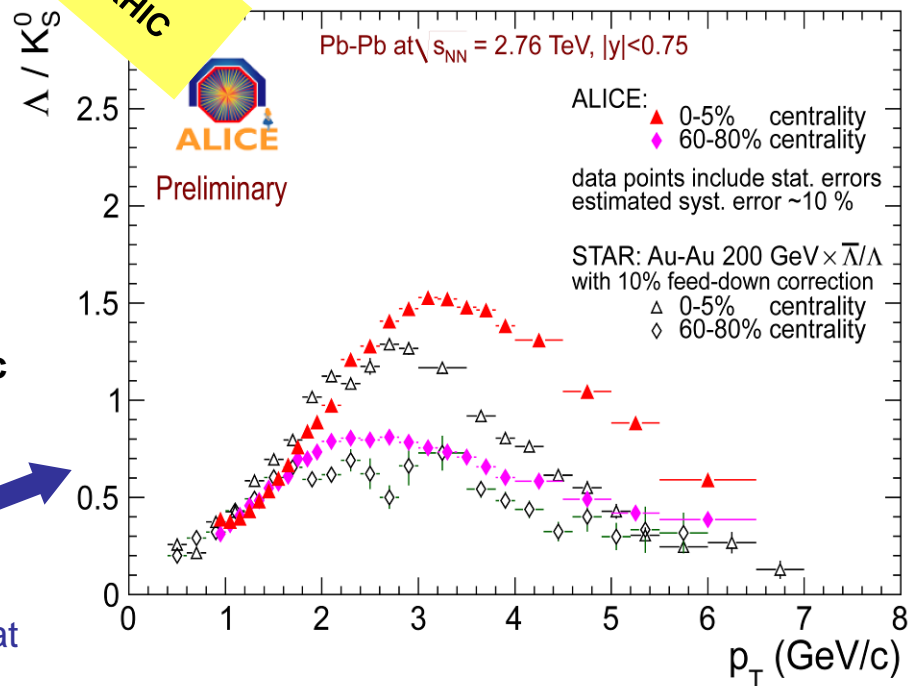 RHIC
Λ / K⁰S
Pb-Pb at √sNN = 2.76 TeV, |y|<0.75
ALICE
Preliminary
ALICE:
0-5% centrality
60-80% centrality
data points include stat. errors
estimated syst. error ~10 %
STAR: Au-Au 200 GeV × Λ̅/Λ
with 10% feed-down correction
0-5% centrality
60-80% centrality
2.5
2
1.5
1
0.5
0
0 1 2 3 4 5 6 7 8
pT (GeV/c)
c
at